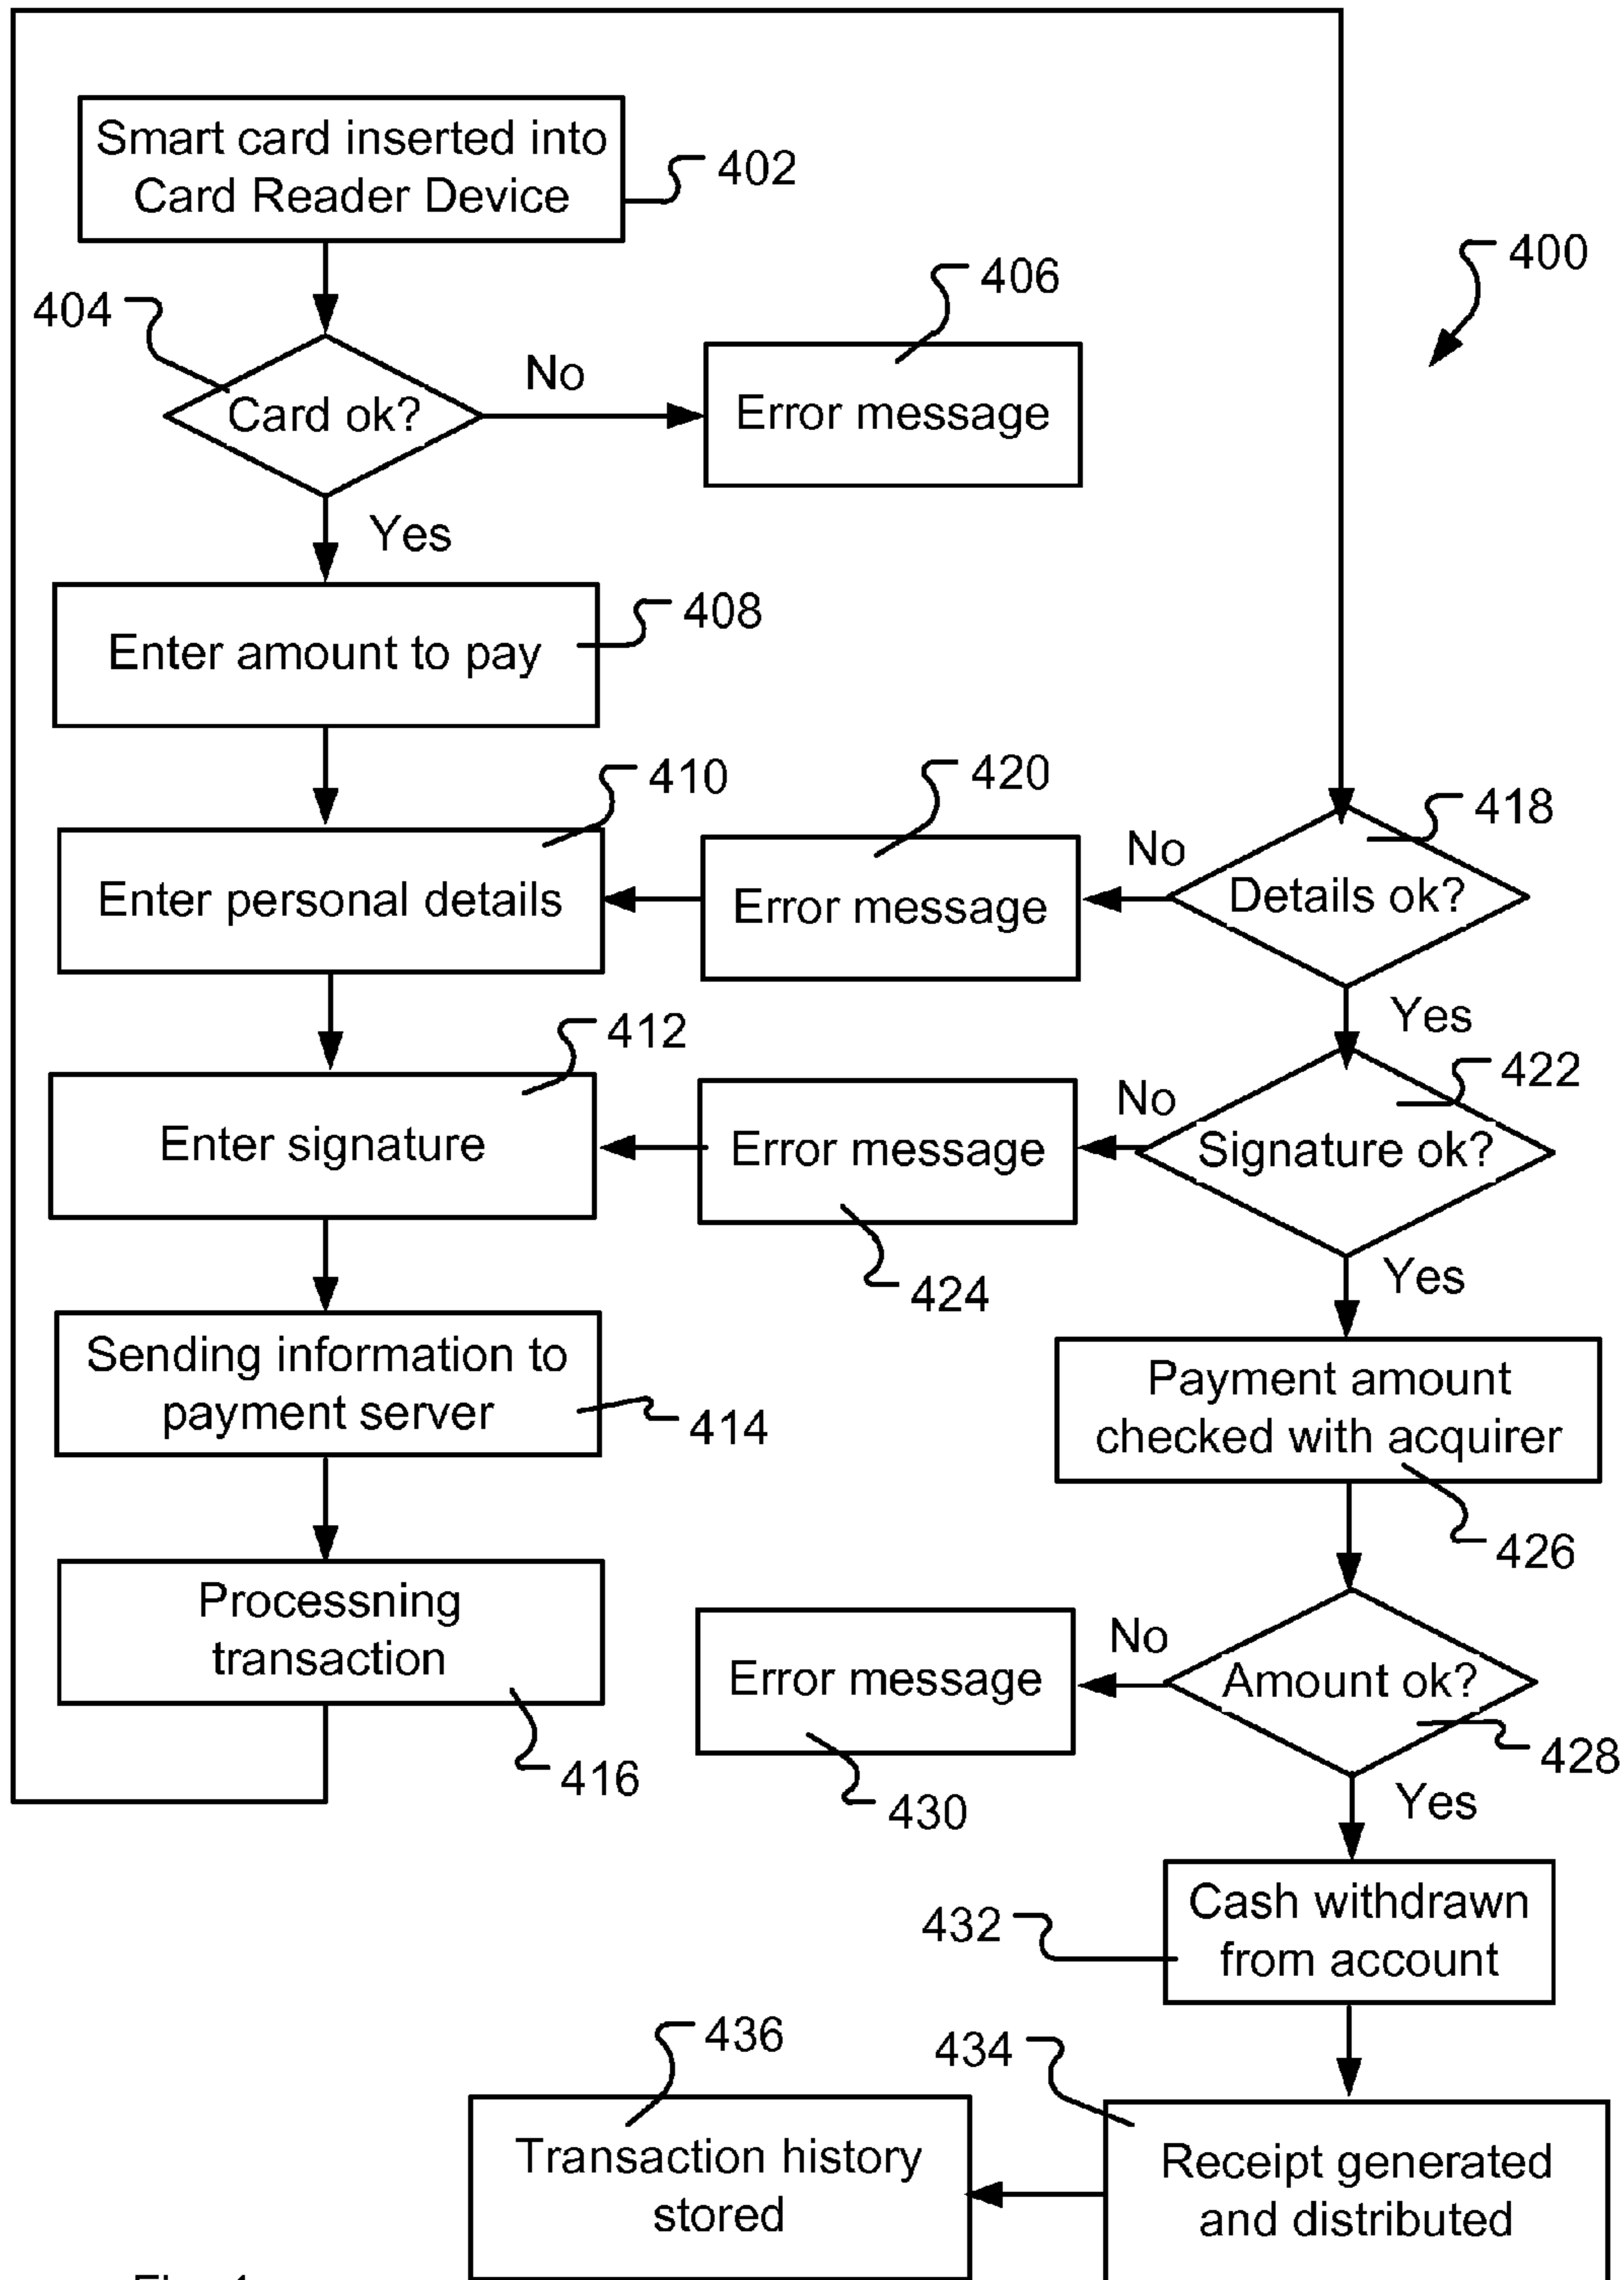 Smart card inserted into
Card Reader Device
402
400
404
406
No
Card ok?
Error message
Yes
Enter amount to pay
408
410
420
418
No
Enter personal details
Error message
Details ok?
Yes
412
422
No
Enter signature
Error message
Signature ok?
424
Yes
Sending information to
payment server
414
Payment amount
checked with acquirer
426
Processning
transaction
416
No
Error message
Amount ok?
428
430
Yes
432
Cash withdrawn
from account
436
434
Transaction history
stored
Receipt generated
and distributed